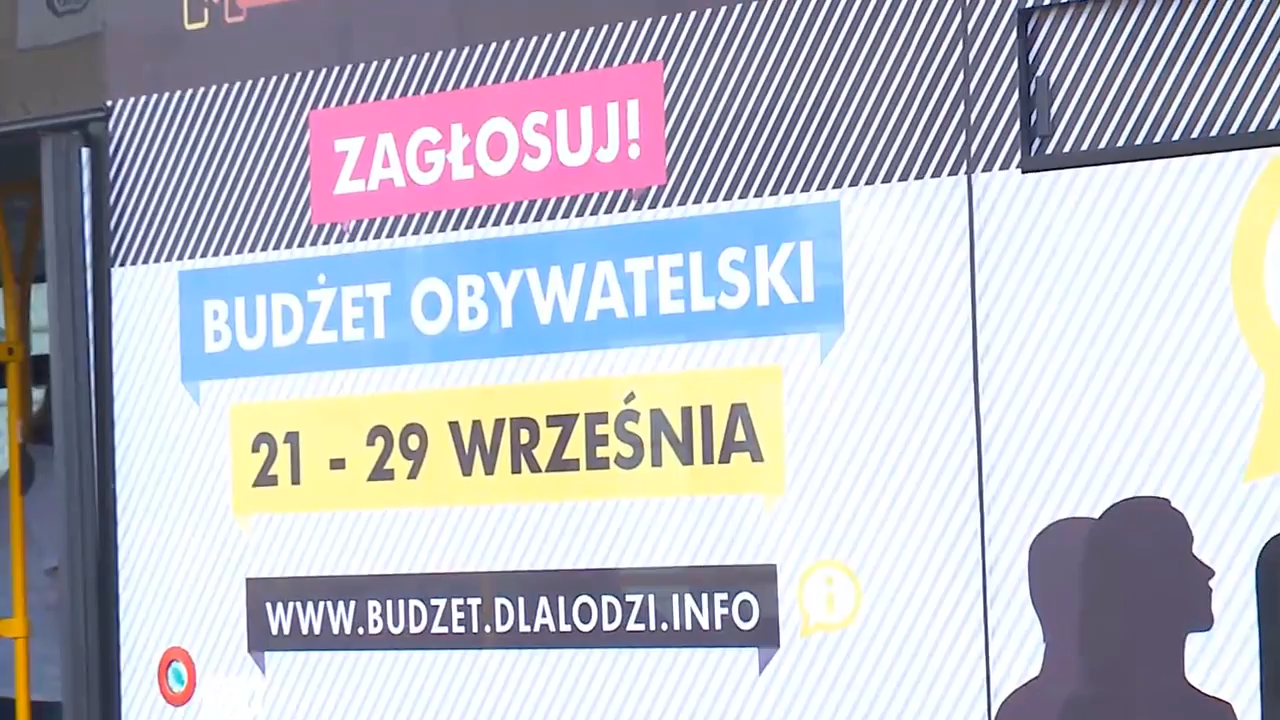 ZAGŁOSUJ!
BUDŻET OBYWATELSKI
21 - 29 WRZEŚNIA
WWW.BUDZET.DLALODZI.INFO